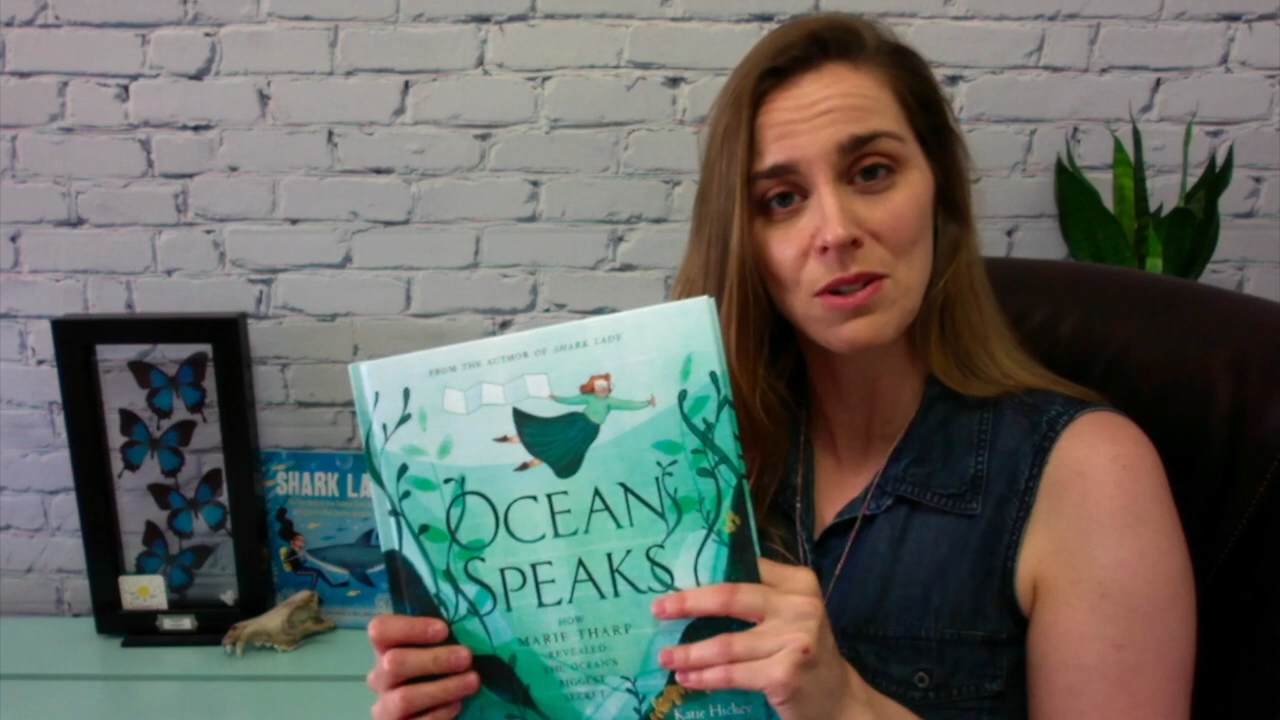 FROM THE AUTHOR OF SHARK LADY
OCEAN
SPEAKS
HOW
MARIE THARP
REVEALED
THE OCEAN'S
BIGGEST
SECRET
Katie Hickey
SHARK LA